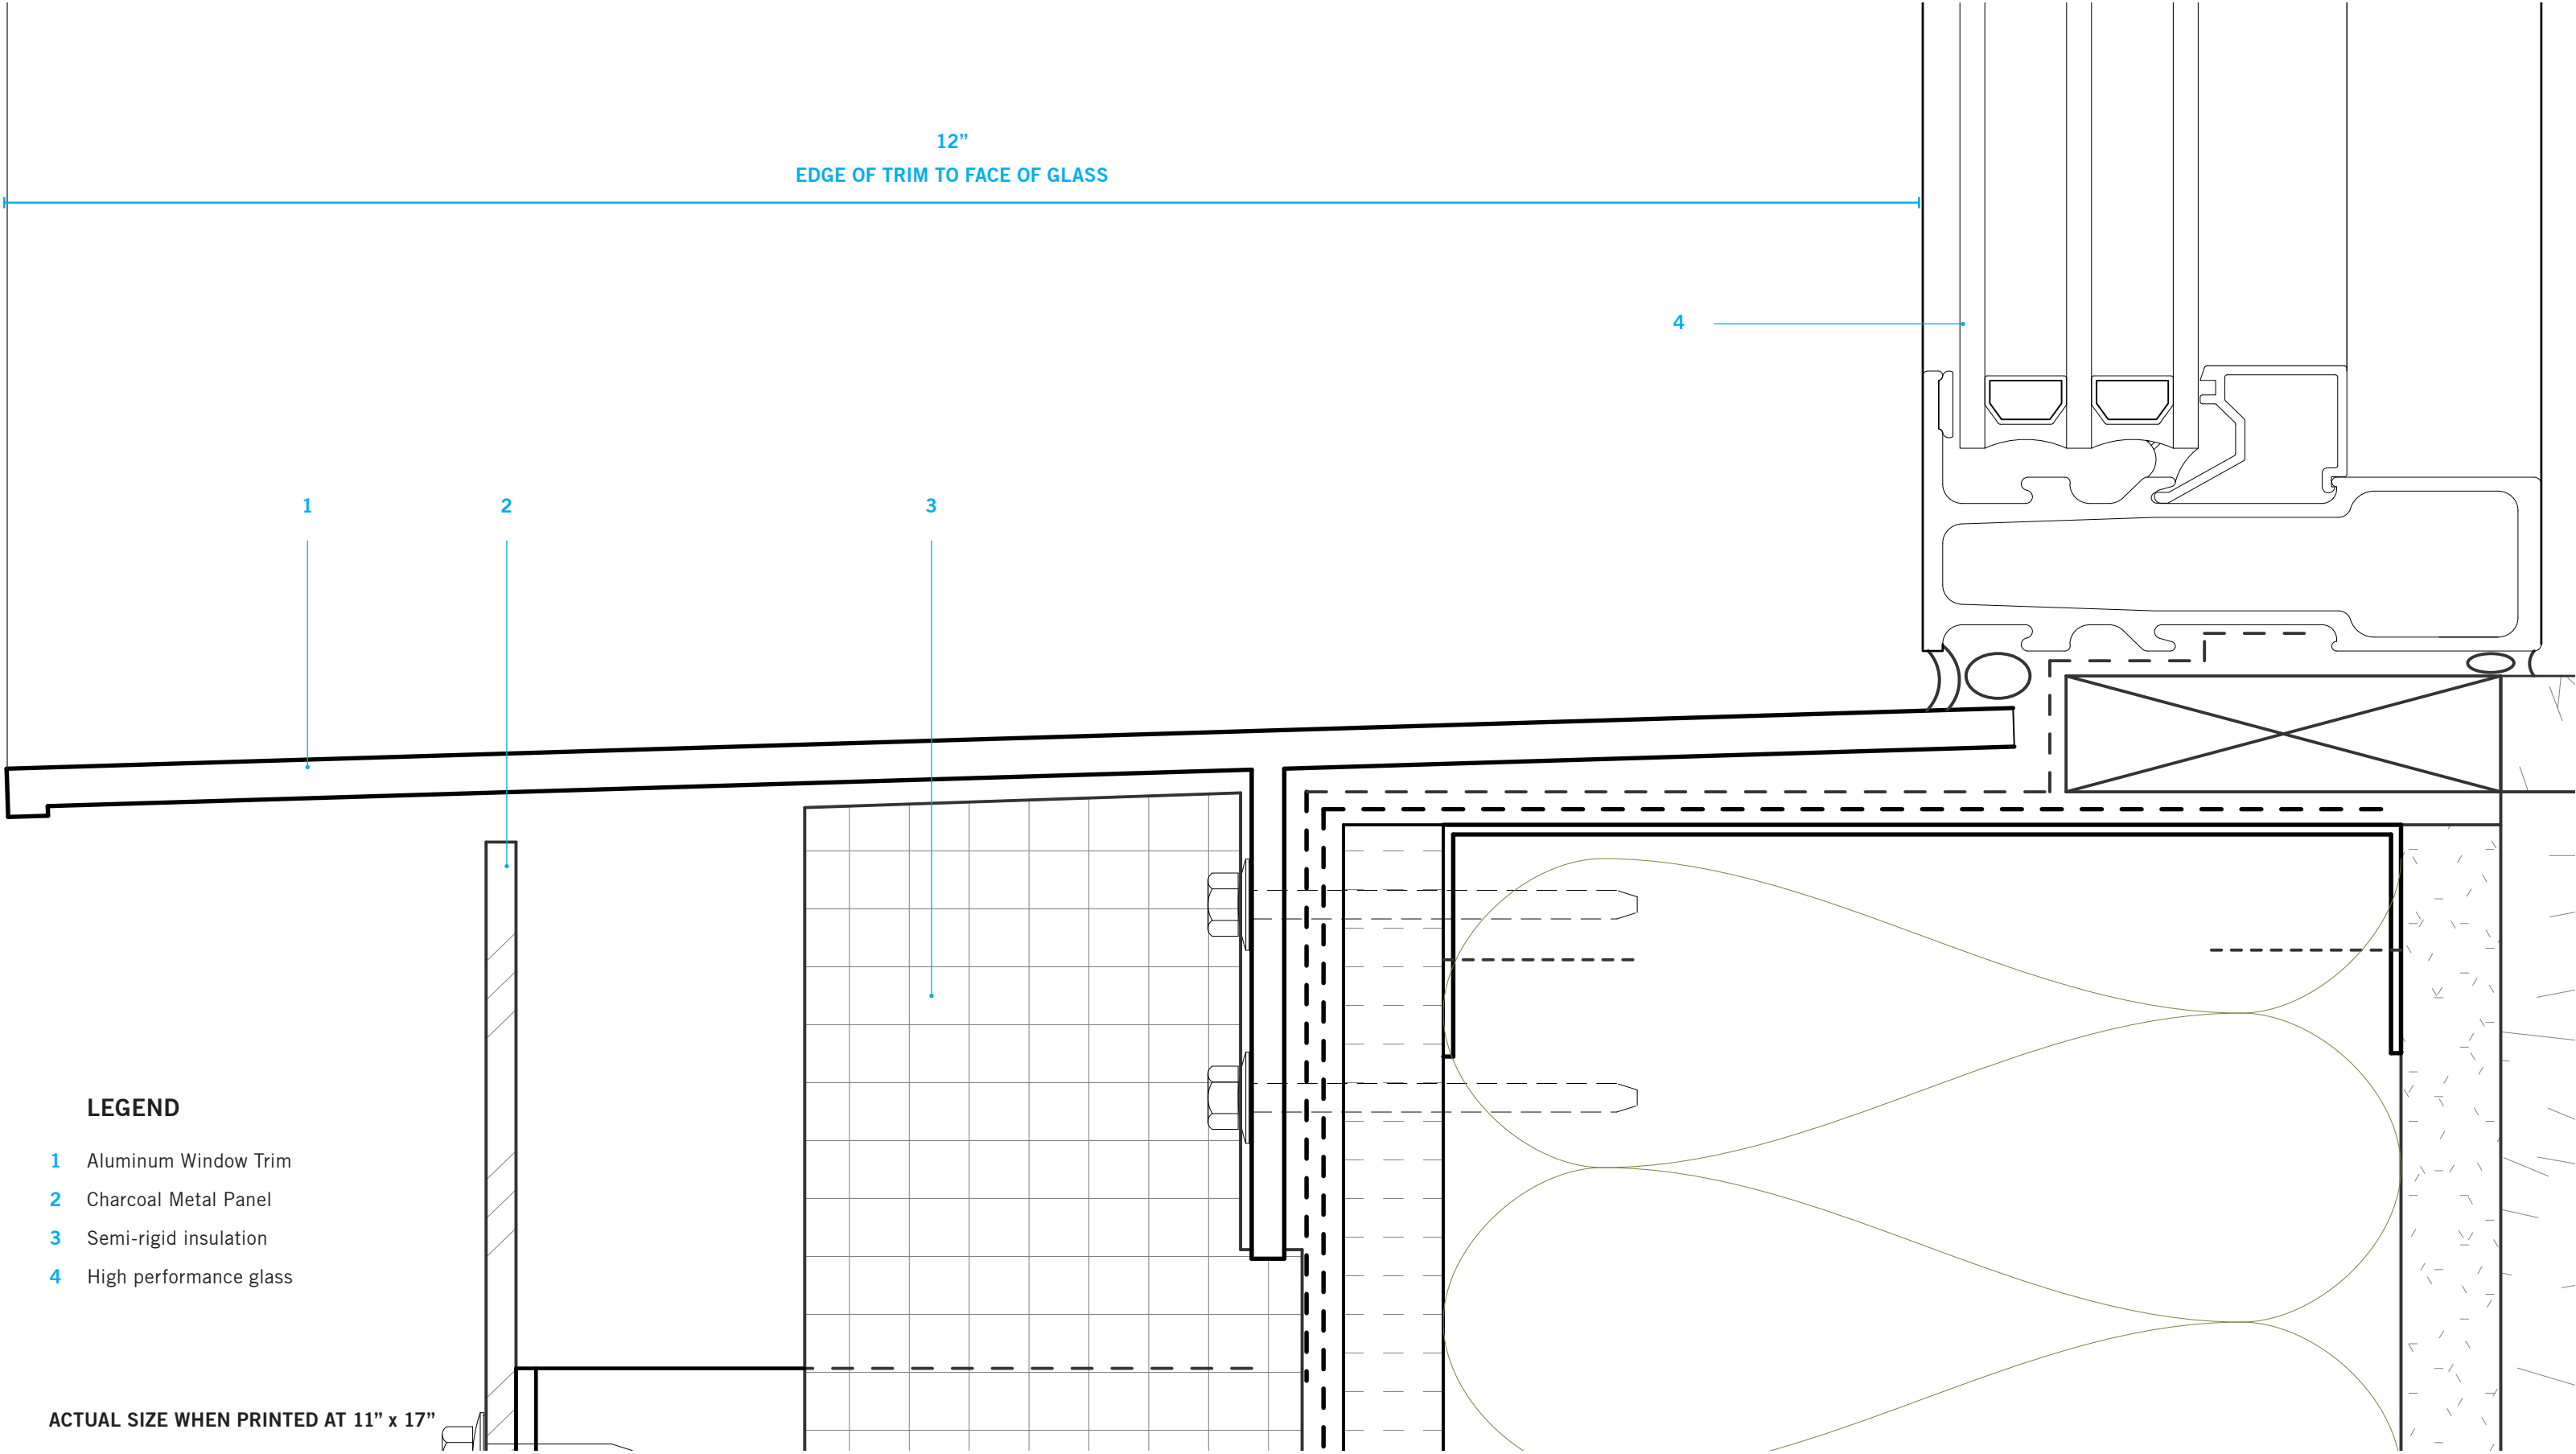 12”
EDGE OF TRIM TO FACE OF GLASS
4
1
2
3
LEGEND
1 Aluminum Window Trim
2 Charcoal Metal Panel
3 Semi-rigid insulation
4 High performance glass
ACTUAL SIZE WHEN PRINTED AT 11” x 17”